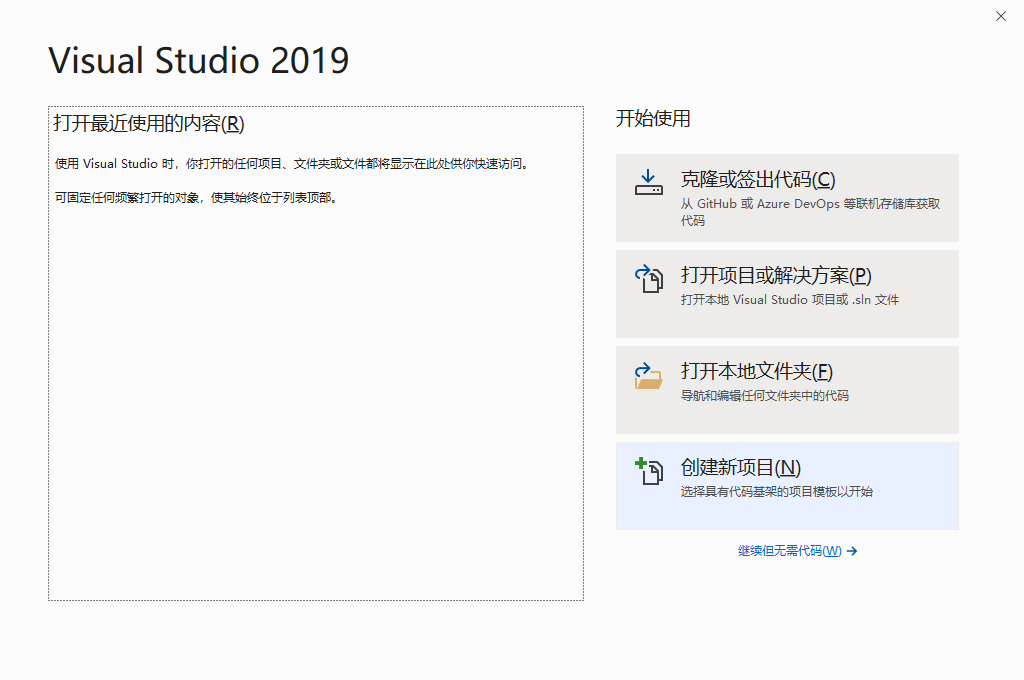 Visual Studio 2019
打开最近使用的内容(R)
使用 Visual Studio 时，你打开的任何项目、文件夹或文件都将显示在此处供你快速访问。
可固定任何频繁打开的对象，使其始终位于列表顶部。
开始使用
克隆或签出代码(C)
从 GitHub 或 Azure DevOps 等联机存储库获取
代码
打开项目或解决方案(P)
打开本地 Visual Studio 项目或 .sln 文件
打开本地文件夹(F)
导航和编辑任何文件夹中的代码
创建新项目(N)
选择具有代码基架的项目模板以开始
继续但无需代码(W) →